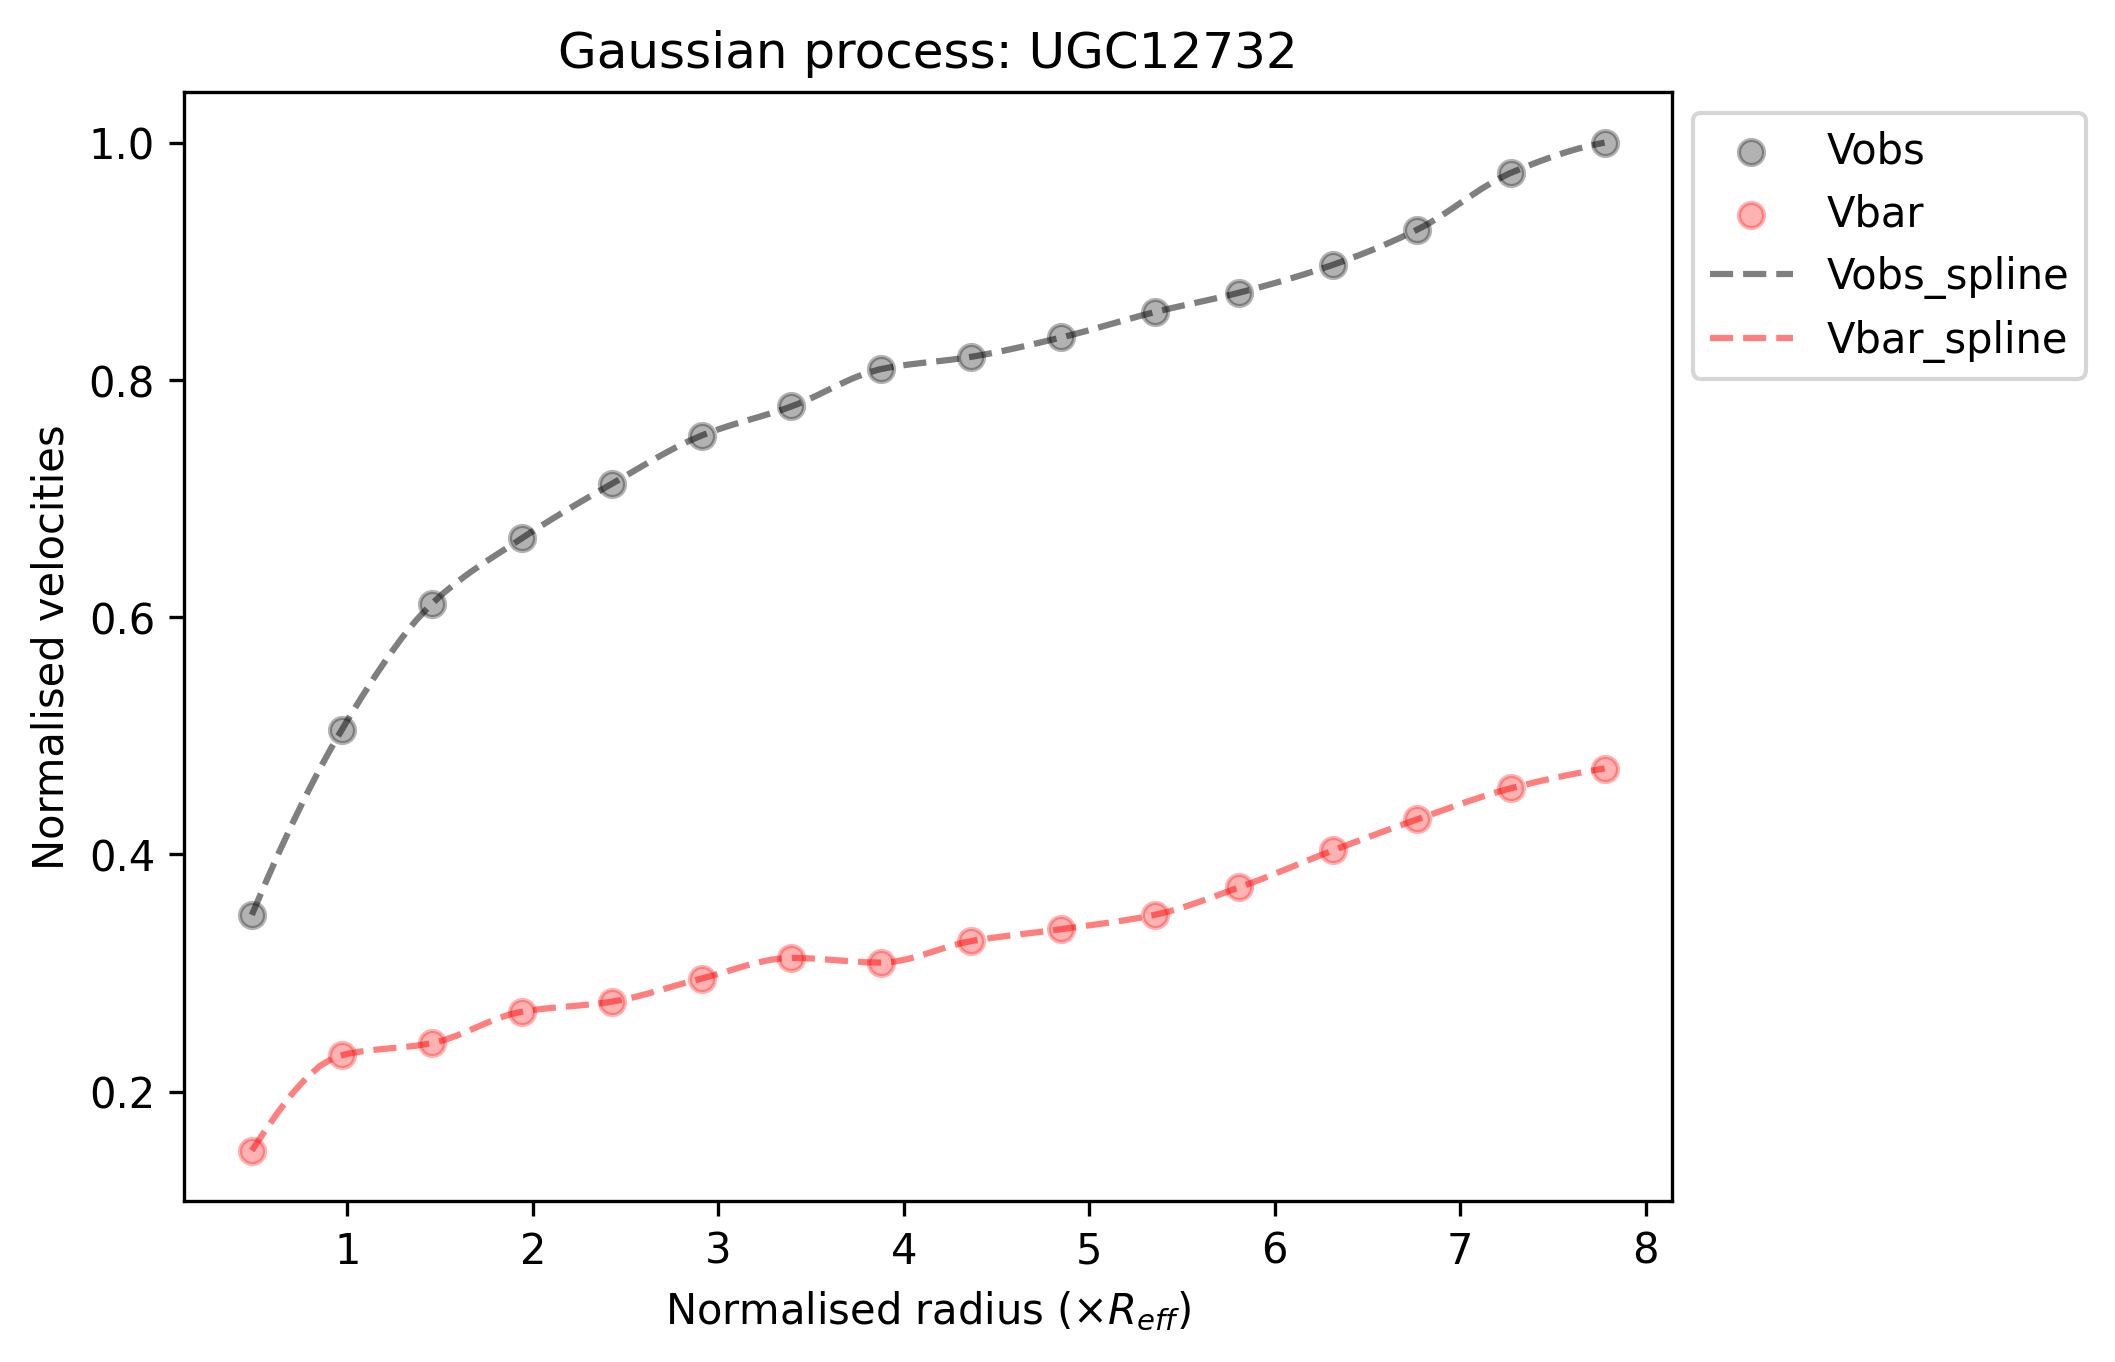 Gaussian process: UGC12732
Normalised velocities
1.0
0.8
0.6
0.4
0.2
1 2 3 4 5 6 7 8
Normalised radius (×R_eff)
Vobs
Vbar
Vobs_spline
Vbar_spline